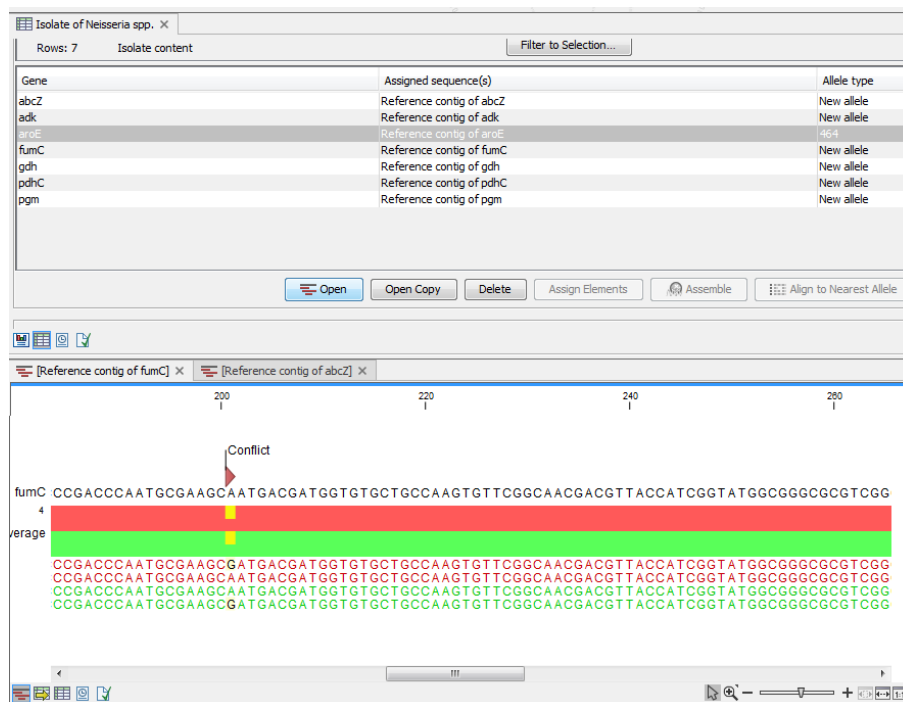 Isolate of Neisseria spp.
Rows: 7 Isolate content Filter to Selection...
Gene Assigned sequence(s) Allele type
abcZ Reference contig of abcZ New allele
adk Reference contig of adk New allele
aroE Reference contig of aroE 464
fumC Reference contig of fumC New allele
gdh Reference contig of gdh New allele
pdhC Reference contig of pdhC New allele
pgm Reference contig of pgm New allele
Open Open Copy Delete Assign Elements Assemble Align to Nearest Allele
[Reference contig of fumC] [Reference contig of abcZ]
200 220 240 260
Conflict
fumC CCGACCCAATGCGAAGCAATGACGATGGTGTGCTGCCAAGTGTTCGGCAACGACGTTACCATCGGTATGGCGGGCGCGTCGG
4
verage
CCGACCCAATGCGAAGCGATGACGATGGTGTGCTGCCAAGTGTTCGGCAACGACGTTACCATCGGTATGGCGGGCGCGTCGG
CCGACCCAATGCGAAGCAATGACGATGGTGTGCTGCCAAGTGTTCGGCAACGACGTTACCATCGGTATGGCGGGCGCGTCGG
CCGACCCAATGCGAAGCAATGACGATGGTGTGCTGCCAAGTGTTCGGCAACGACGTTACCATCGGTATGGCGGGCGCGTCGG
CCGACCCAATGCGAAGCGATGACGATGGTGTGCTGCCAAGTGTTCGGCAACGACGTTACCATCGGTATGGCGGGCGCGTCGG